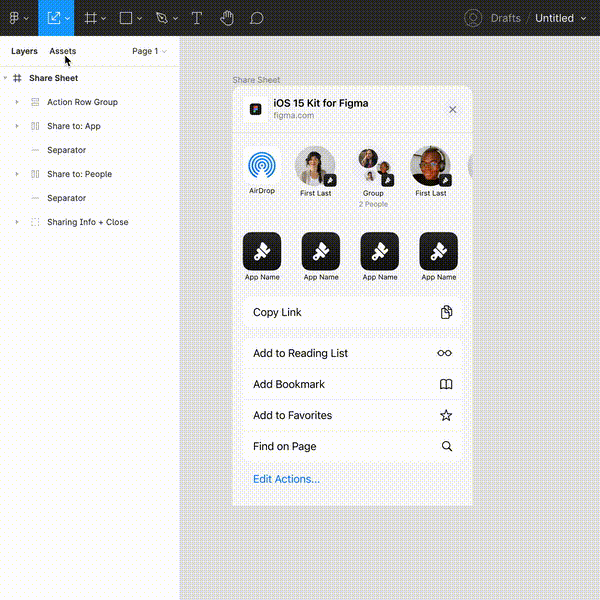 Drafts / Untitled
Layers Assets Page 1
Share Sheet
Action Row Group
Share to: App
Separator
Share to: People
Separator
Sharing Info + Close
Share Sheet
iOS 15 Kit for Figma
figma.com
AirDrop First Last Group First Last
2 People
App Name App Name App Name App Name
Copy Link
Add to Reading List
Add Bookmark
Add to Favorites
Find on Page
Edit Actions...